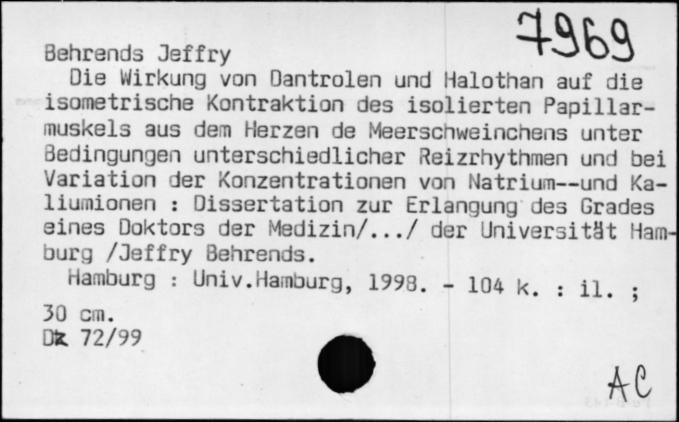 7969
Behrends Jeffry
Die Wirkung von Dantrolen und Halothan auf die
isometrische Kontraktion des isolierten Papillar-
muskels aus dem Herzen de Meerschweinchens unter
Bedingungen unterschiedlicher Reizrhythmen und bei
Variation der Konzentrationen von Natrium--und Ka-
liumionen : Dissertation zur Erlangung des Grades
eines Doktors der Medizin/.../ der Universität Ham-
burg /Jeffry Behrends.
Hamburg : Univ.Hamburg, 1998. - 104 k. : il. ;
30 cm.
Dz 72/99
AC